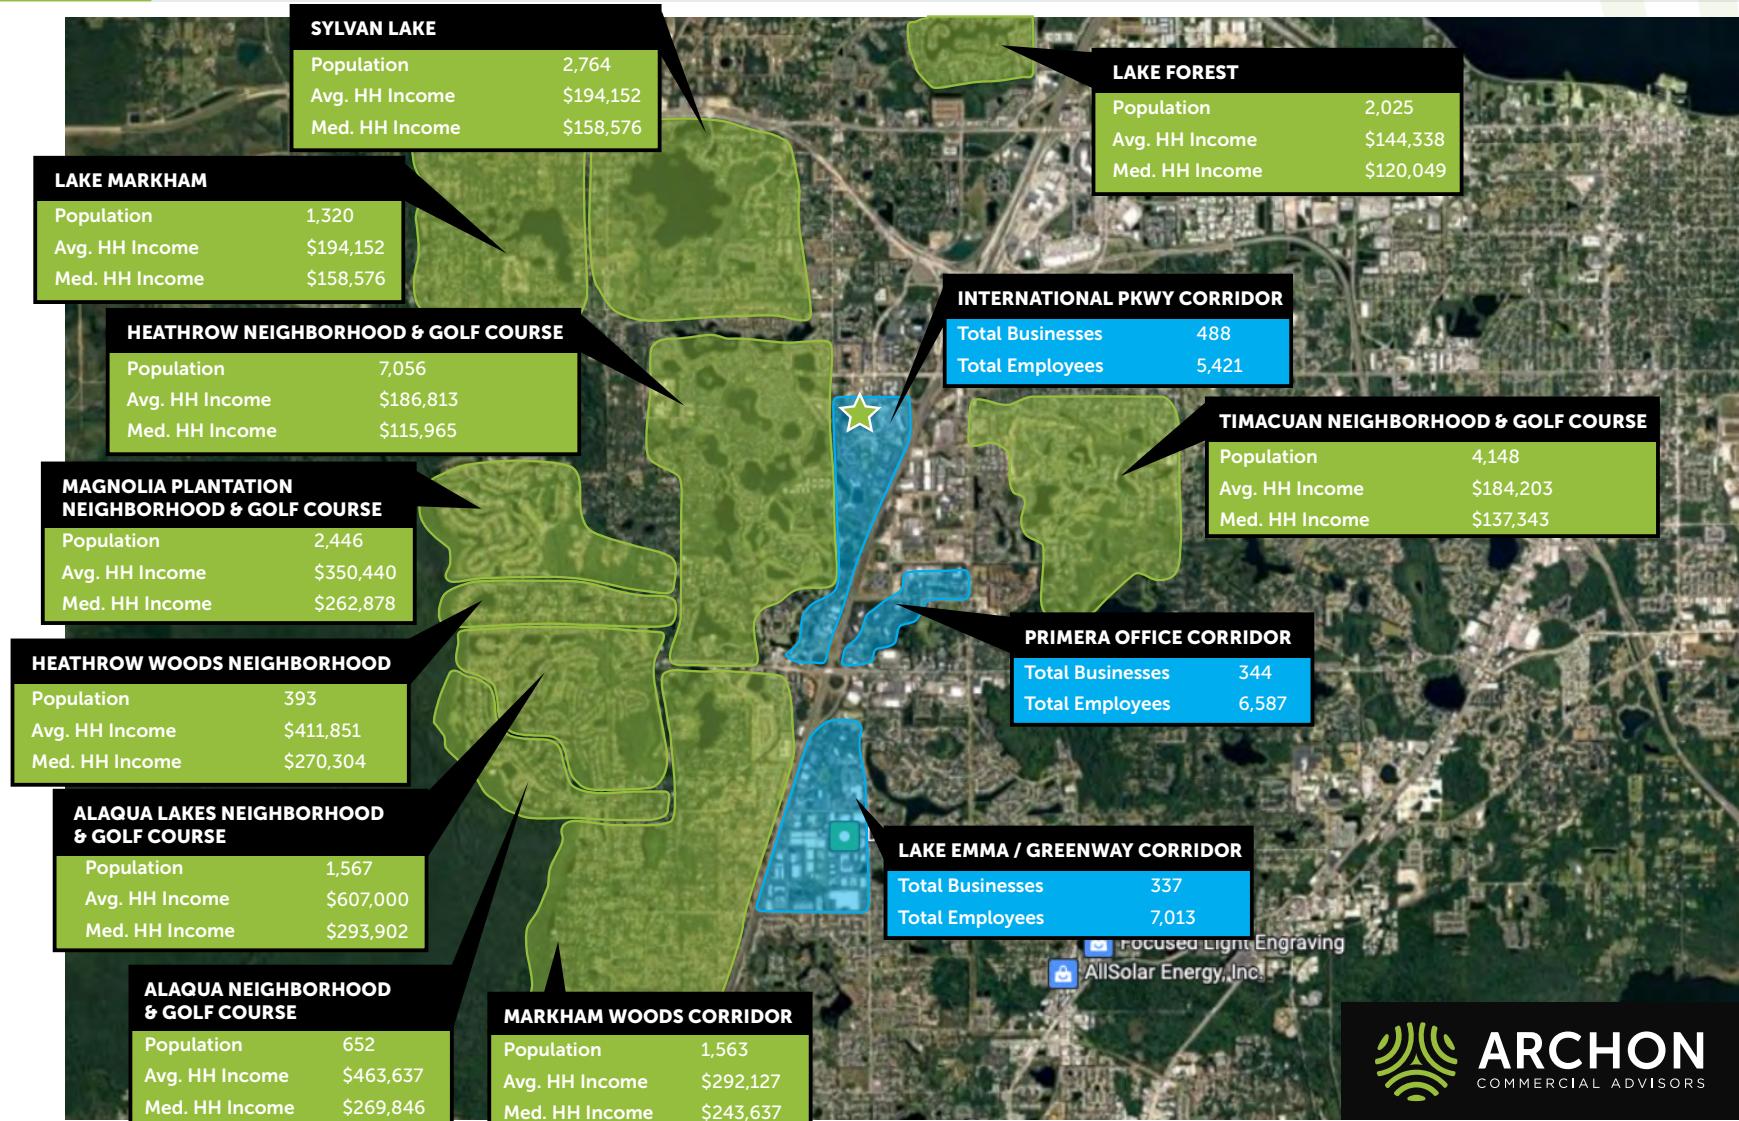 SYLVAN LAKE
Population 2,764
Avg. HH Income $194,152
Med. HH Income $158,576
LAKE FOREST
Population 2,025
Avg. HH Income $144,338
Med. HH Income $120,049
LAKE MARKHAM
Population 1,320
Avg. HH Income $194,152
Med. HH Income $158,576
INTERNATIONAL PKWY CORRIDOR
Total Businesses 488
Total Employees 5,421
HEATHROW NEIGHBORHOOD & GOLF COURSE
Population 7,056
Avg. HH Income $186,813
Med. HH Income $115,965
TIMACUAN NEIGHBORHOOD & GOLF COURSE
Population 4,148
Avg. HH Income $184,203
Med. HH Income $137,343
MAGNOLIA PLANTATION
NEIGHBORHOOD & GOLF COURSE
Population 2,446
Avg. HH Income $350,440
Med. HH Income $262,878
PRIMERA OFFICE CORRIDOR
Total Businesses 344
Total Employees 6,587
HEATHROW WOODS NEIGHBORHOOD
Population 393
Avg. HH Income $411,851
Med. HH Income $270,304
ALAQUA LAKES NEIGHBORHOOD
& GOLF COURSE
Population 1,567
Avg. HH Income $607,000
Med. HH Income $293,902
LAKE EMMA / GREENWAY CORRIDOR
Total Businesses 337
Total Employees 7,013
Focused Light Engraving
AllSolar Energy, Inc.
ALAQUA NEIGHBORHOOD
& GOLF COURSE
Population 652
Avg. HH Income $463,637
Med. HH Income $269,846
MARKHAM WOODS CORRIDOR
Population 1,563
Avg. HH Income $292,127
Med. HH Income $243,637
ARCHON
COMMERCIAL ADVISORS